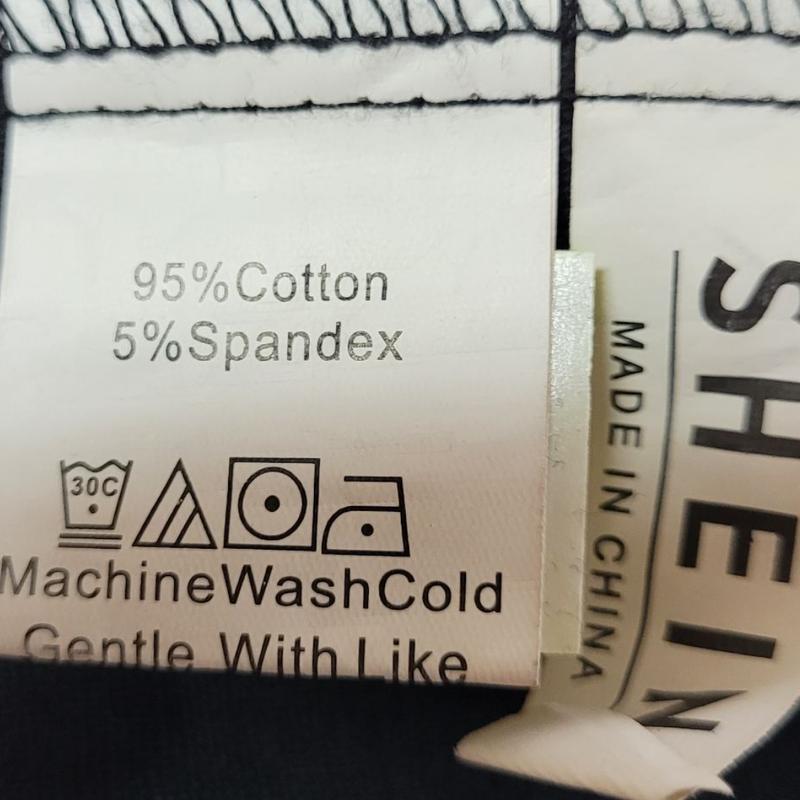 95%Cotton
5%Spandex
30C
MachineWashCold
Gentle With Like
MADE IN CHINA
SHEIN